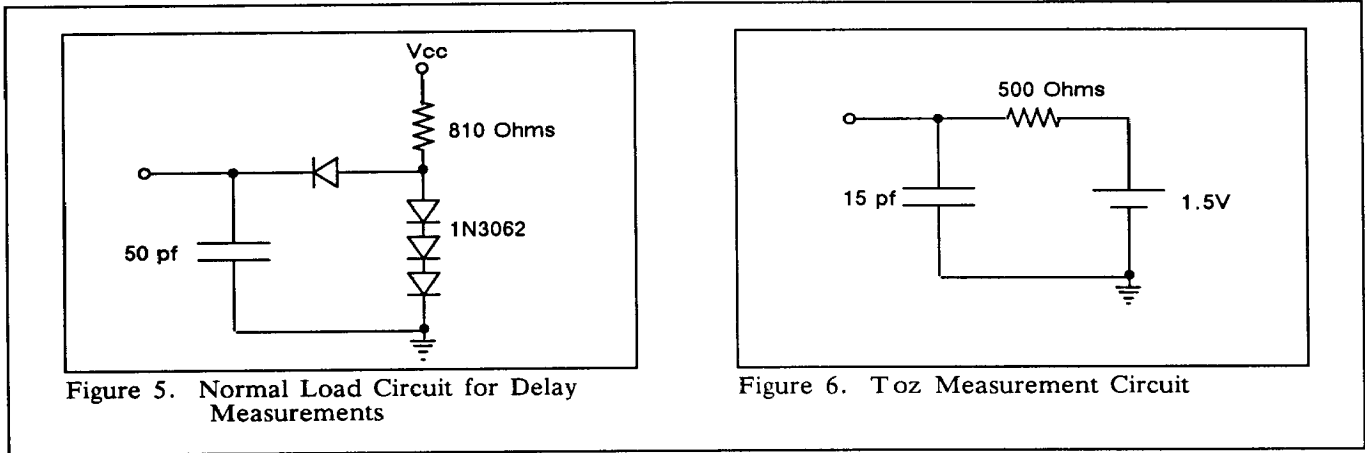 Vcc
810 Ohms
1N3062
50 pf
Figure 5. Normal Load Circuit for Delay
Measurements
500 Ohms
15 pf
1.5V
Figure 6. Toz Measurement Circuit